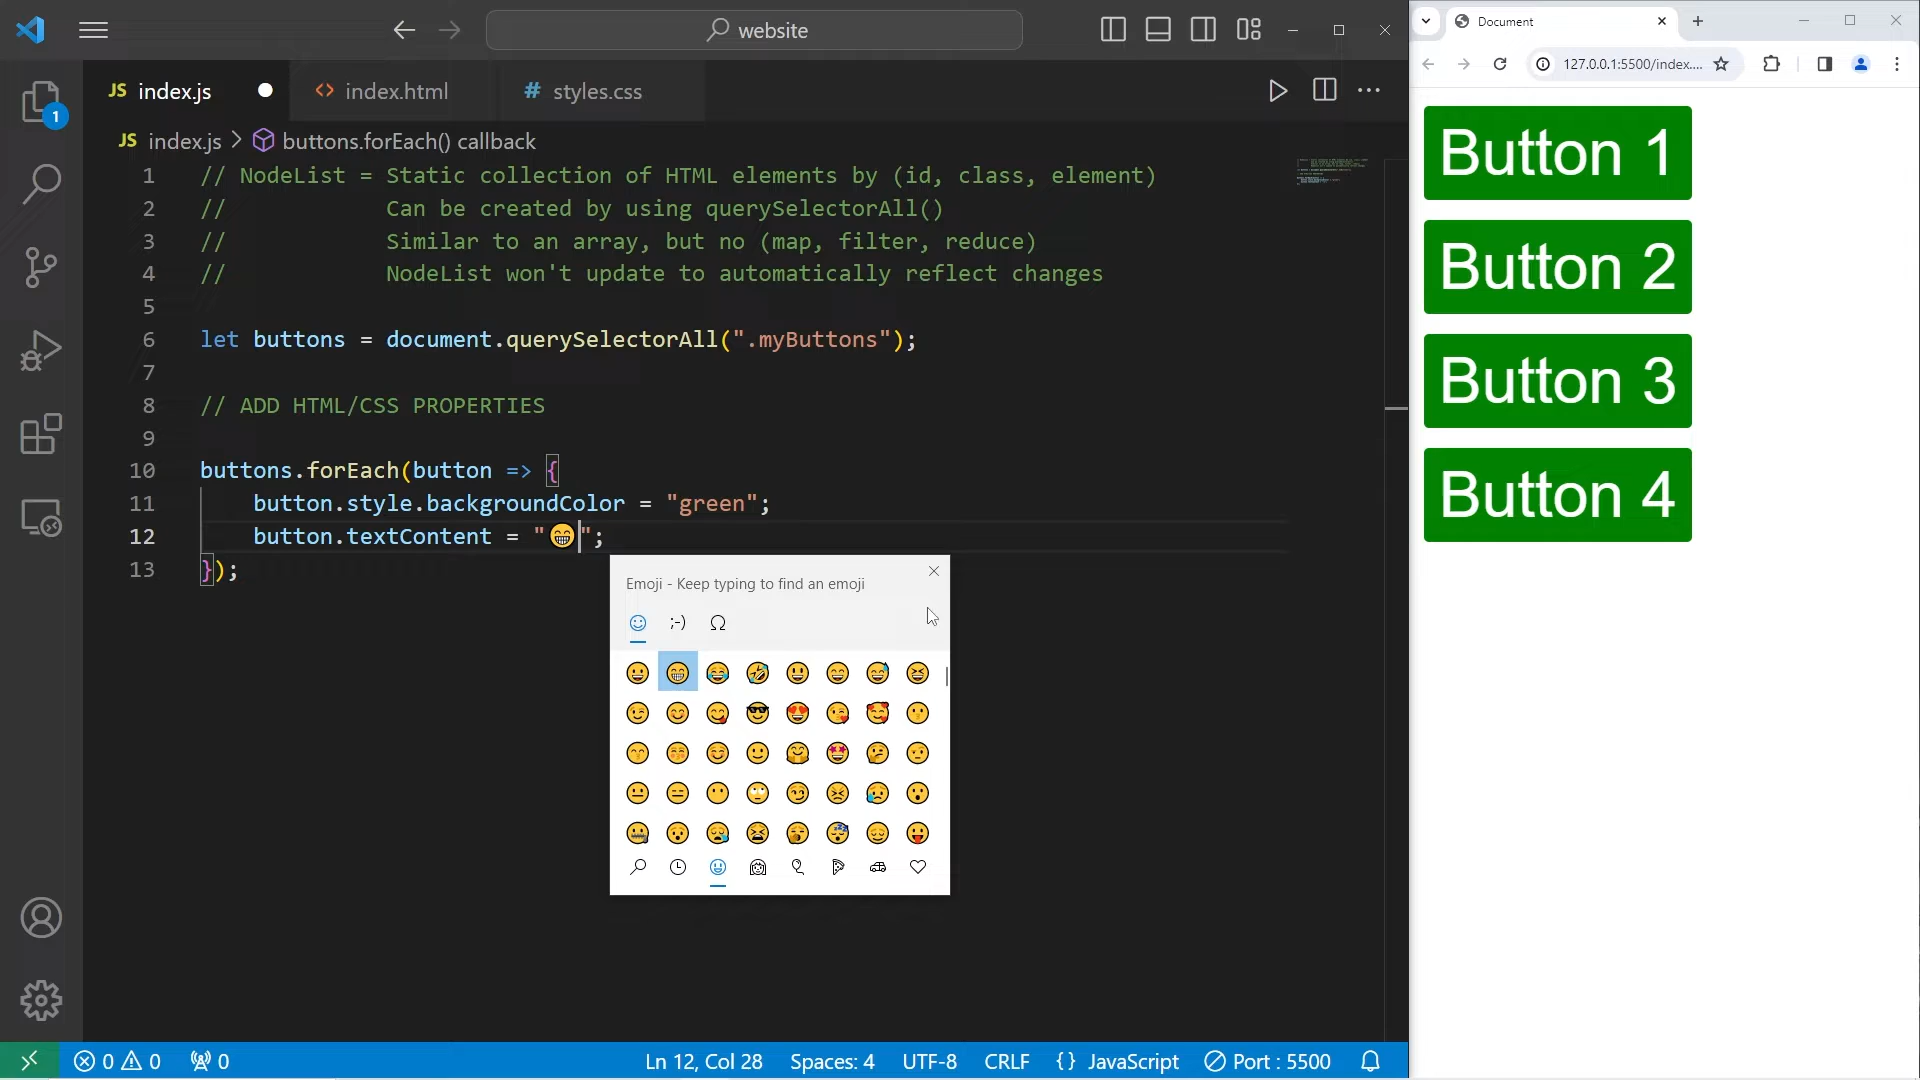 website
JS index.js
<> index.html
# styles.css
JS index.js > buttons.forEach() callback
1 // NodeList = Static collection of HTML elements by (id, class, element)
2 //            Can be created by using querySelectorAll()
3 //            Similar to an array, but no (map, filter, reduce)
4 //            NodeList won't update to automatically reflect changes
5
6 let buttons = document.querySelectorAll(".myButtons");
7
8 // ADD HTML/CSS PROPERTIES
9
10 buttons.forEach(button => {
11     button.style.backgroundColor = "green";
12     button.textContent = "😁";
13 });
1
Emoji - Keep typing to find an emoji
;-) Ω
0 0 0
Ln 12, Col 28 Spaces: 4 UTF-8 CRLF {} JavaScript Port : 5500
Document
127.0.0.1:5500/index....
Button 1
Button 2
Button 3
Button 4